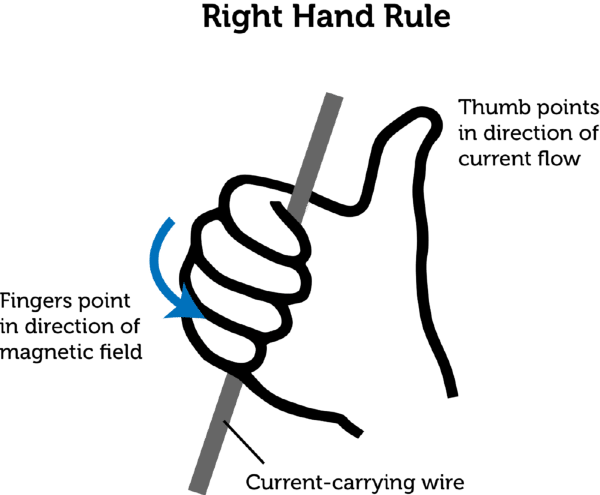 Right Hand Rule
Thumb points
in direction of
current flow
Fingers point
in direction of
magnetic field
Current-carrying wire